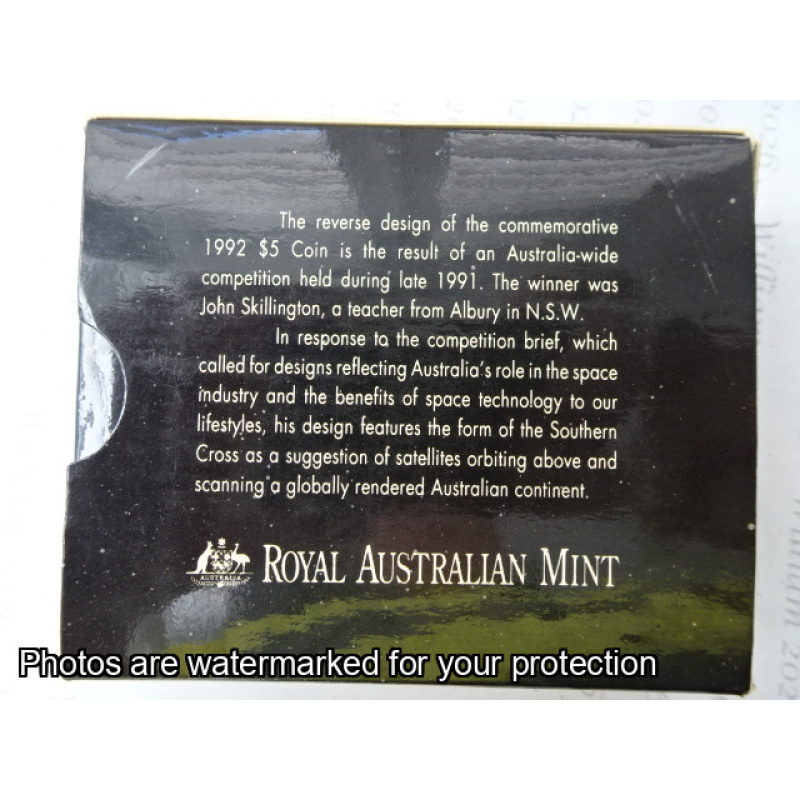 The reverse design of the commemorative
1992 $5 Coin is the result of an Australia-wide
competition held during late 1991. The winner was
John Skillington, a teacher from Albury in N.S.W.
In response to the competition brief, which
called for designs reflecting Australia's role in the space
industry and the benefits of space technology to our
lifestyles, his design features the form of the Southern
Cross as a suggestion of satellites orbiting above and
scanning a globally rendered Australian continent.
AUSTRALIA
ROYAL AUSTRALIAN MINT
Photos are watermarked for your protection